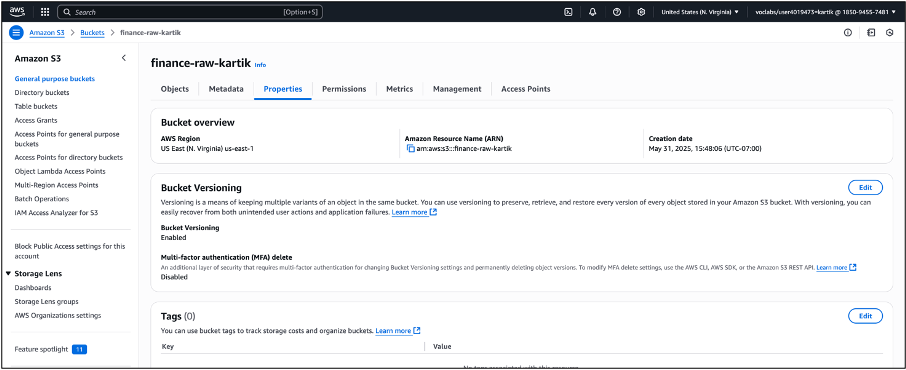 aws
Search [Option+S] United States (N. Virginia) ▼ voclabs/user4019473=kartik @ 1850-9455-7481 ▼
Amazon S3 > Buckets > finance-raw-kartik
Amazon S3
General purpose buckets
Directory buckets
Table buckets
Access Grants
Access Points for general purpose
buckets
Access Points for directory buckets
Object Lambda Access Points
Multi-Region Access Points
Batch Operations
IAM Access Analyzer for S3
Block Public Access settings for this
account
▼ Storage Lens
Dashboards
Storage Lens groups
AWS Organizations settings
Feature spotlight 11
finance-raw-kartik Info
Objects Metadata Properties Permissions Metrics Management Access Points
Bucket overview
AWS Region
US East (N. Virginia) us-east-1
Amazon Resource Name (ARN)
arn:aws:s3:::finance-raw-kartik
Creation date
May 31, 2025, 15:48:06 (UTC-07:00)
Bucket Versioning
Edit
Versioning is a means of keeping multiple variants of an object in the same bucket. You can use versioning to preserve, retrieve, and restore every version of every object stored in your Amazon S3 bucket. With versioning, you can
easily recover from both unintended user actions and application failures. Learn more
Bucket Versioning
Enabled
Multi-factor authentication (MFA) delete
An additional layer of security that requires multi-factor authentication for changing Bucket Versioning settings and permanently deleting object versions. To modify MFA delete settings, use the AWS CLI, AWS SDK, or the Amazon S3 REST API. Learn more
Disabled
Tags (0)
Edit
You can use bucket tags to track storage costs and organize buckets. Learn more
Key Value